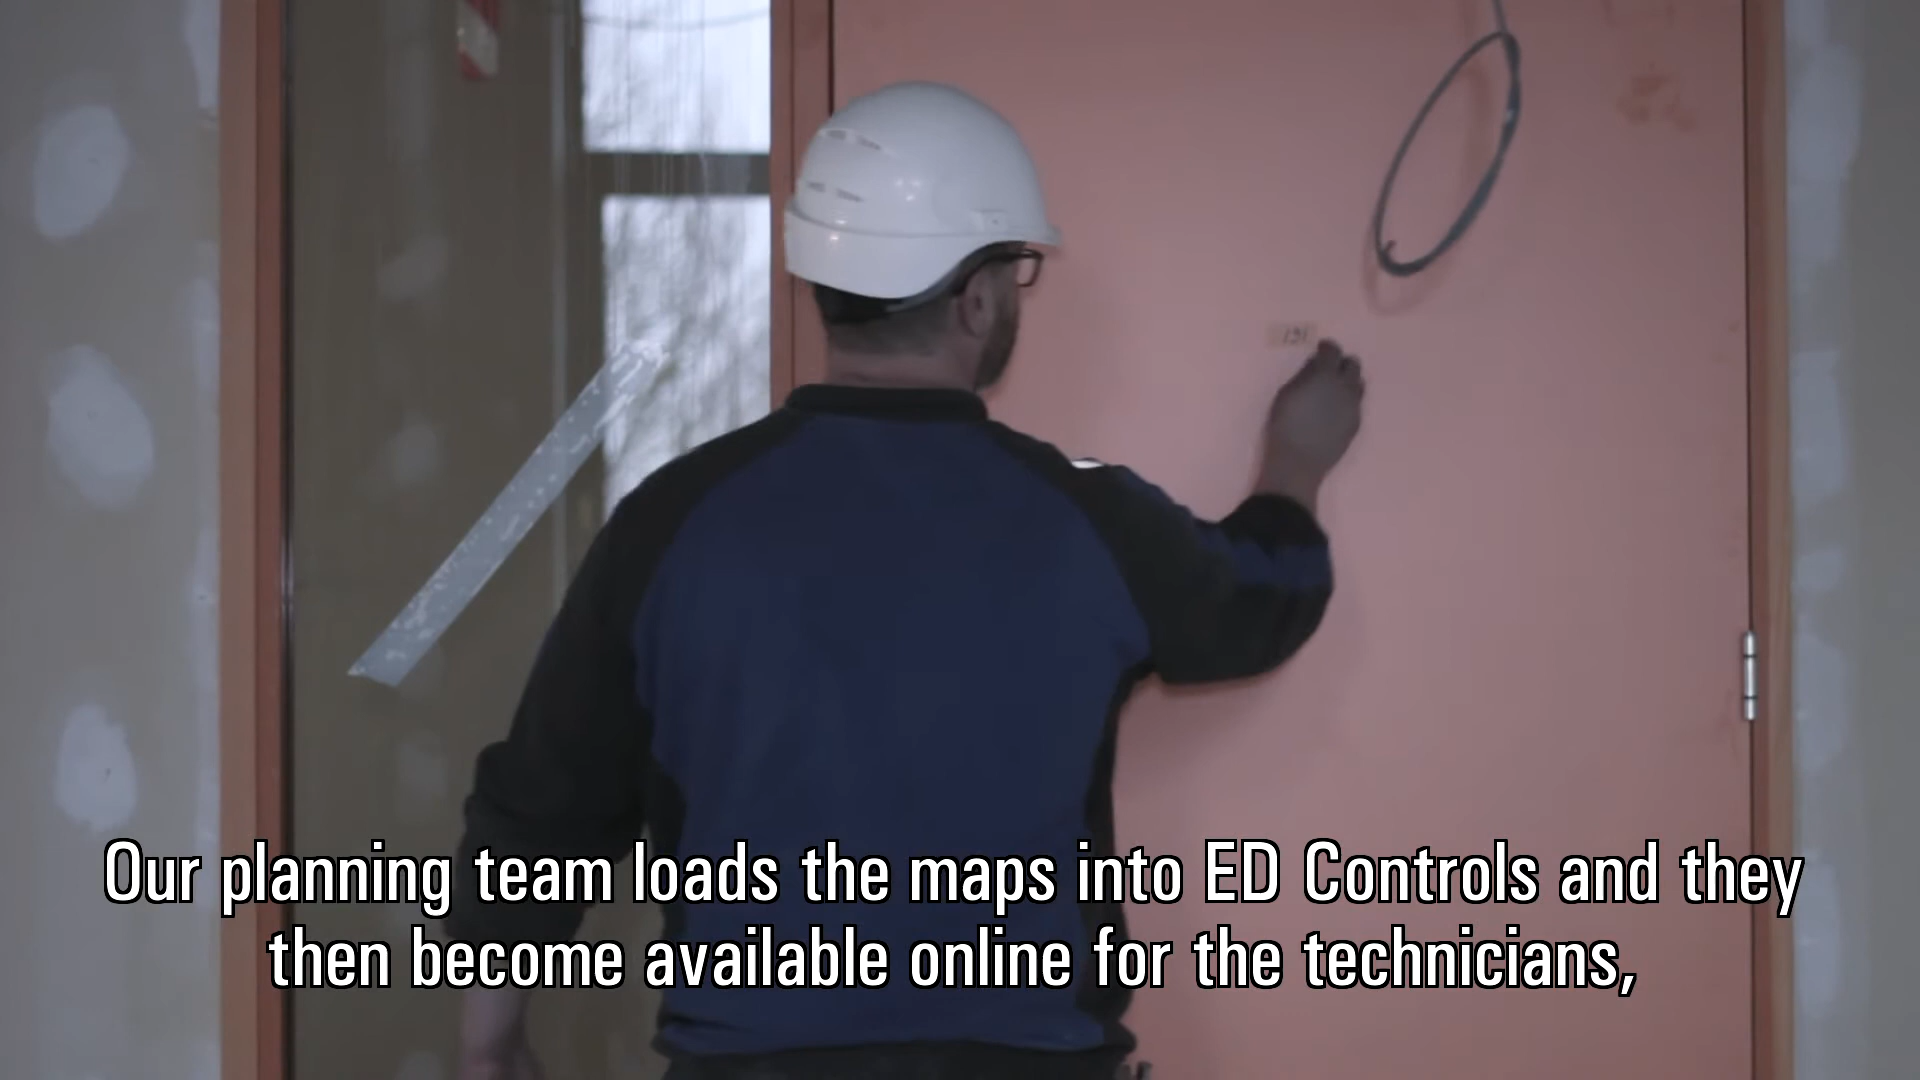 Our planning team loads the maps into ED Controls and they
then become available online for the technicians,